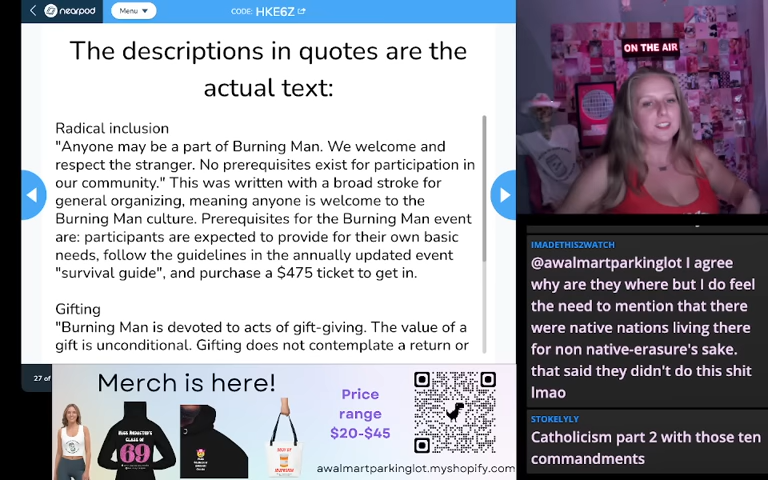 nearpod
Menu
CODE: HKE6Z
The descriptions in quotes are the
actual text:
Radical inclusion
"Anyone may be a part of Burning Man. We welcome and
respect the stranger. No prerequisites exist for participation in
our community." This was written with a broad stroke for
general organizing, meaning anyone is welcome to the
Burning Man culture. Prerequisites for the Burning Man event
are: participants are expected to provide for their own basic
needs, follow the guidelines in the annually updated event
"survival guide", and purchase a $475 ticket to get in.
Gifting
"Burning Man is devoted to acts of gift-giving. The value of a
gift is unconditional. Gifting does not contemplate a return or
27 of
ON THE AIR
IMADETHIS2WATCH
@awalmartparkinglot I agree
why are they where but I do feel
the need to mention that there
were native nations living there
for non native-erasure's sake.
that said they didn't do this shit
lmao
STOKELYLY
Catholicism part 2 with those ten
commandments
Merch is here!
CLASS OF
69
Price
range
$20-$45
awalmartparkinglot.myshopify.com